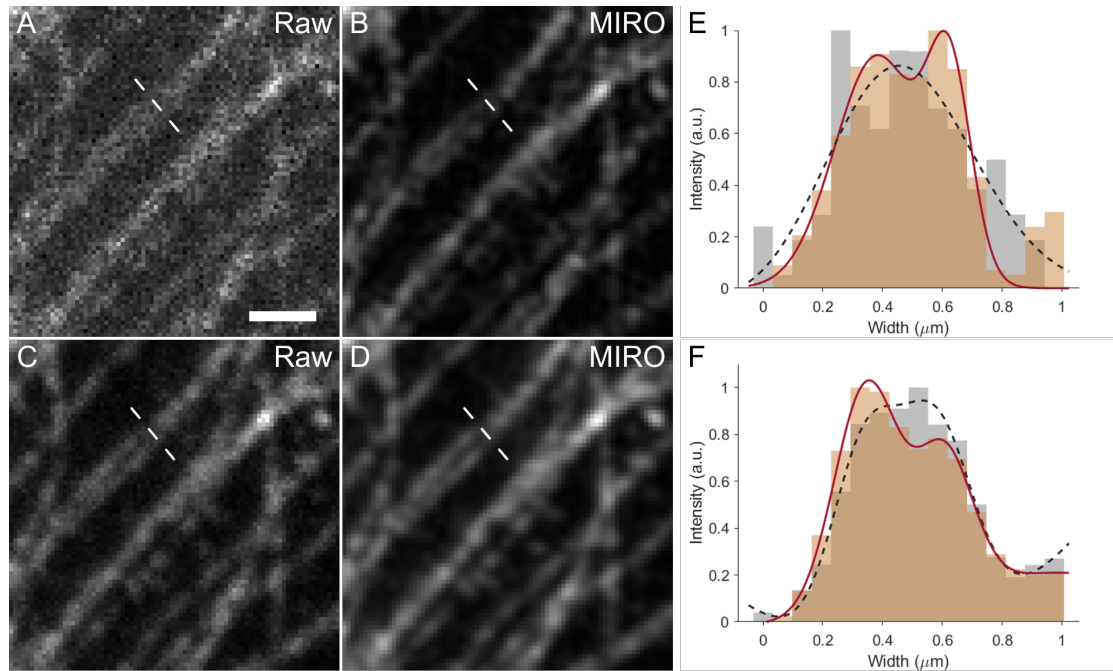 A Raw
B MIRO
C Raw
D MIRO
E
Intensity (a.u.)
1
0.8
0.6
0.4
0.2
0
0 0.2 0.4 0.6 0.8 1
Width (μm)
F
Intensity (a.u.)
1
0.8
0.6
0.4
0.2
0
0 0.2 0.4 0.6 0.8 1
Width (μm)